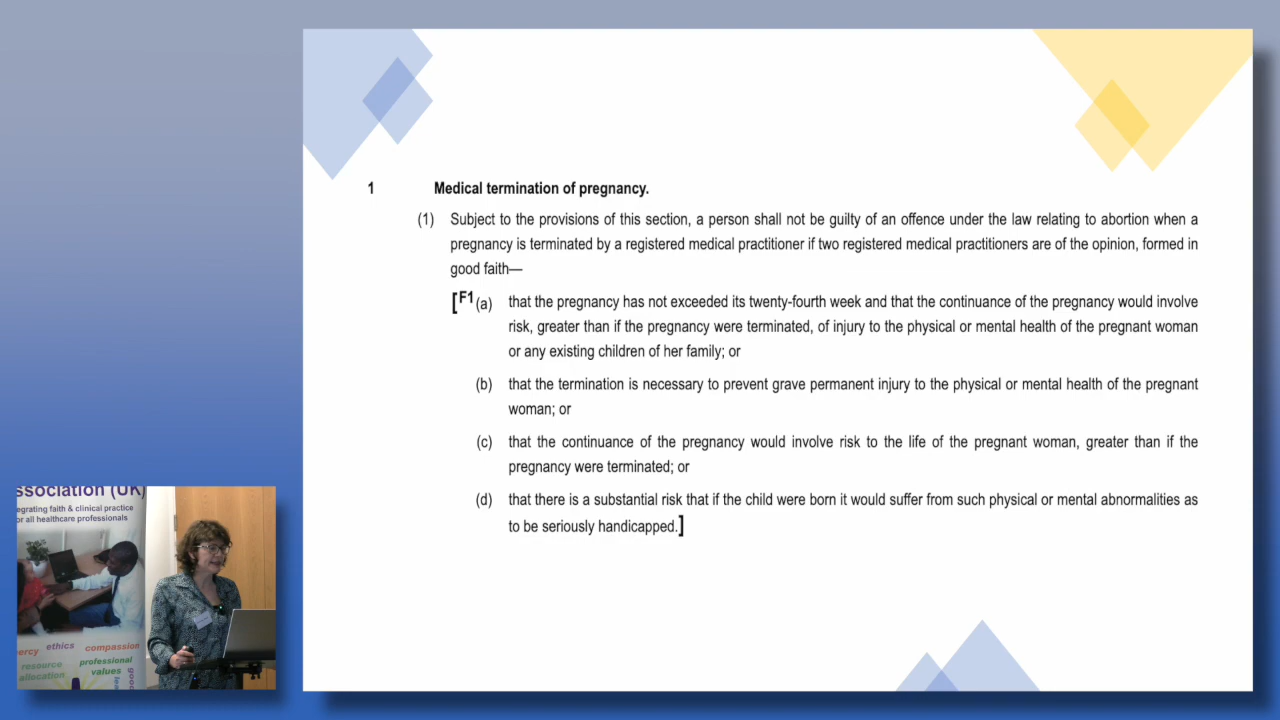 1 Medical termination of pregnancy.
(1) Subject to the provisions of this section, a person shall not be guilty of an offence under the law relating to abortion when a
pregnancy is terminated by a registered medical practitioner if two registered medical practitioners are of the opinion, formed in
good faith—
[F1(a) that the pregnancy has not exceeded its twenty-fourth week and that the continuance of the pregnancy would involve
risk, greater than if the pregnancy were terminated, of injury to the physical or mental health of the pregnant woman
or any existing children of her family; or
(b) that the termination is necessary to prevent grave permanent injury to the physical or mental health of the pregnant
woman; or
(c) that the continuance of the pregnancy would involve risk to the life of the pregnant woman, greater than if the
pregnancy were terminated; or
(d) that there is a substantial risk that if the child were born it would suffer from such physical or mental abnormalities as
to be seriously handicapped.]
ssociation (UK)
egrating faith & clinical practice
or all healthcare professionals
ercy ethics compassion
resource professional
allocation values